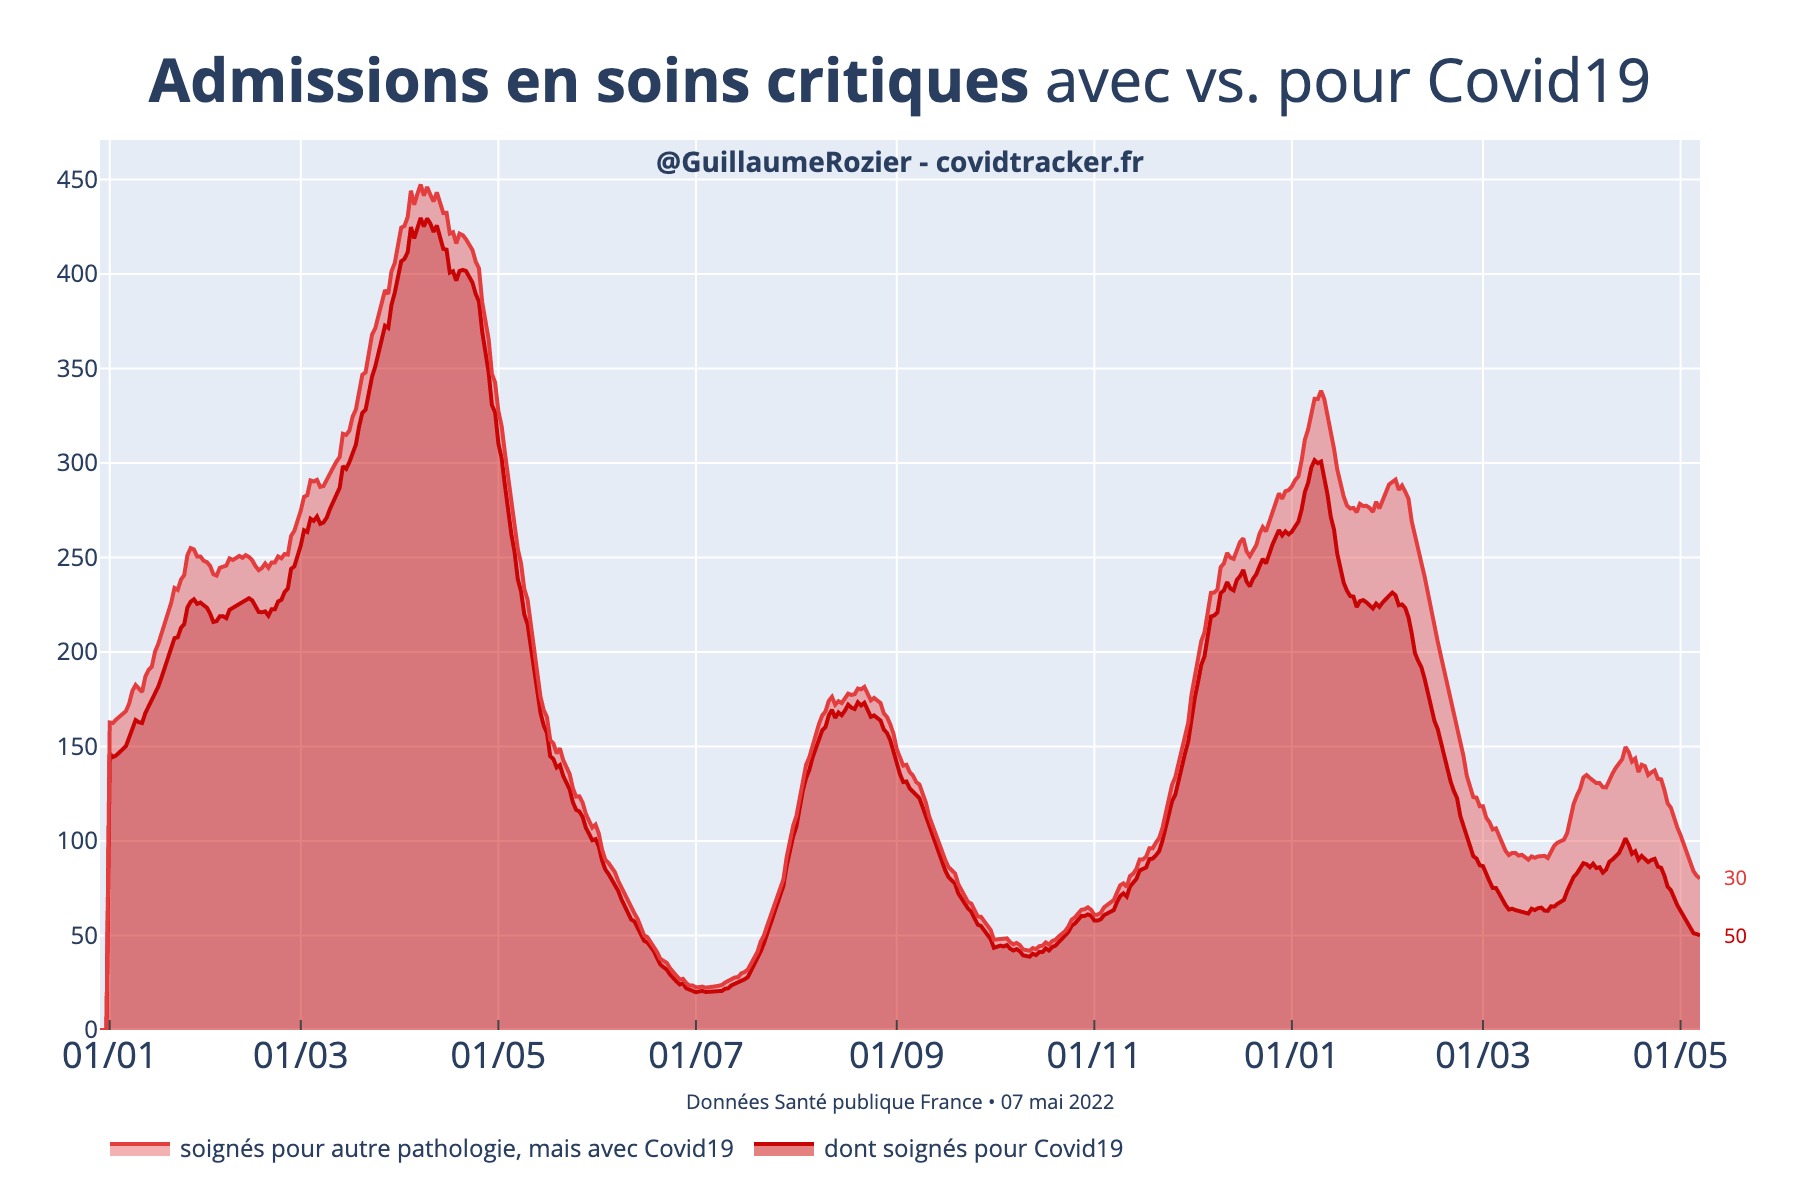 Admissions en soins critiques avec vs. pour Covid19
@GuillaumeRozier - covidtracker.fr
450
400
350
300
250
200
150
100
50
0
30
50
01/01 01/03 01/05 01/07 01/09 01/11 01/01 01/03 01/05
Données Santé publique France • 07 mai 2022
soignés pour autre pathologie, mais avec Covid19 dont soignés pour Covid19